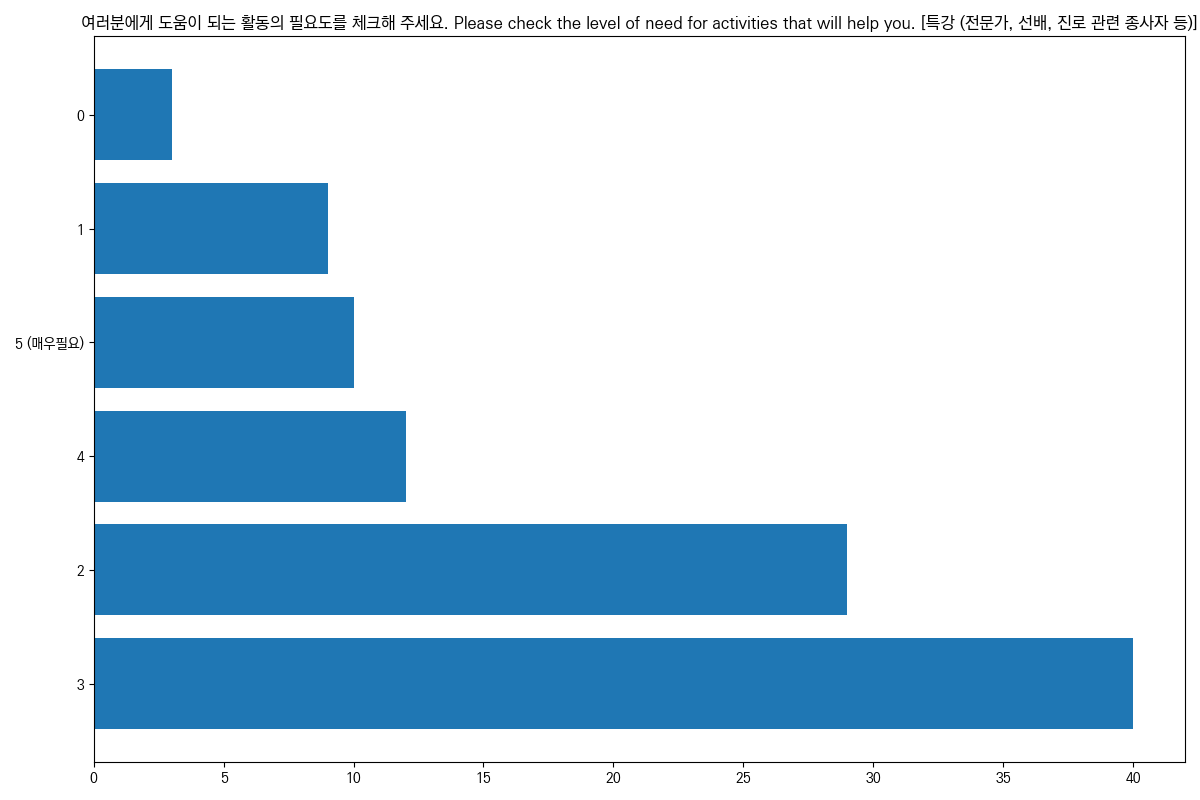 여러분에게 도움이 되는 활동의 필요도를 체크해 주세요. Please check the level of need for activities that will help you. [특강 (전문가, 선배, 진로 관련 종사자 등)]
0
1
5 (매우필요)
4
2
3
0 5 10 15 20 25 30 35 40